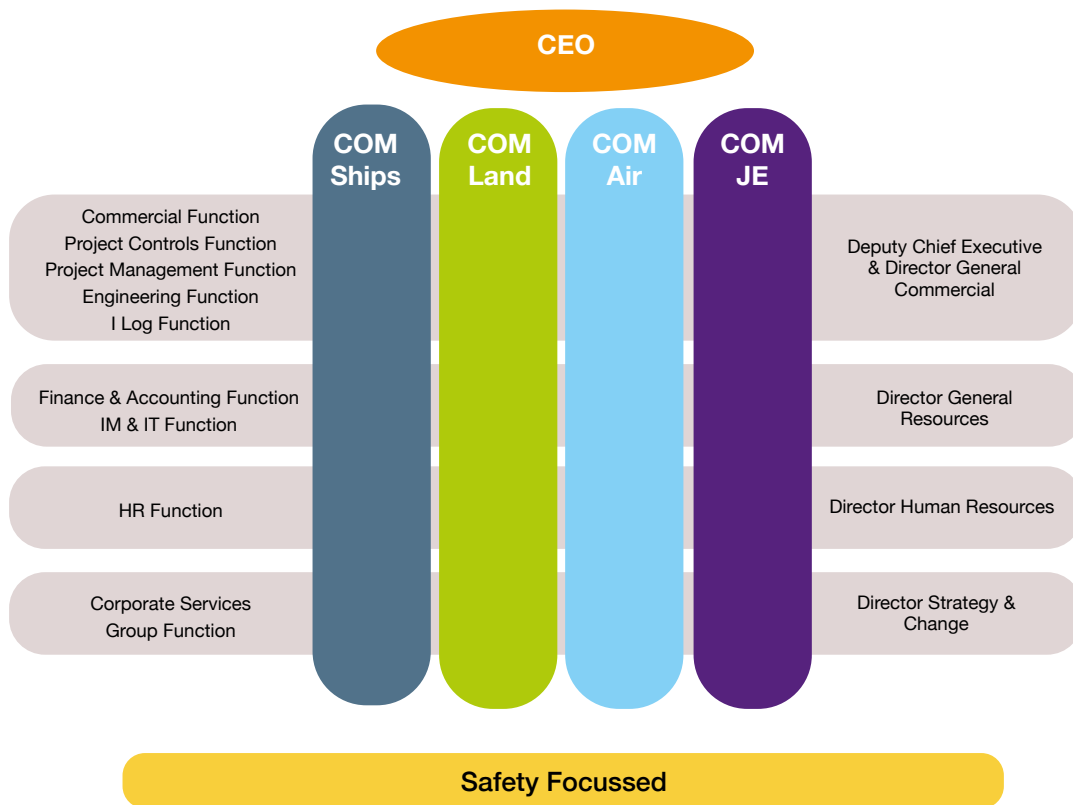 CEO
COM
Ships
COM
Land
COM
Air
COM
JE
Commercial Function
Project Controls Function
Project Management Function
Engineering Function
I Log Function
Deputy Chief Executive
& Director General
Commercial
Finance & Accounting Function
IM & IT Function
Director General
Resources
HR Function
Director Human Resources
Corporate Services
Group Function
Director Strategy &
Change
Safety Focussed